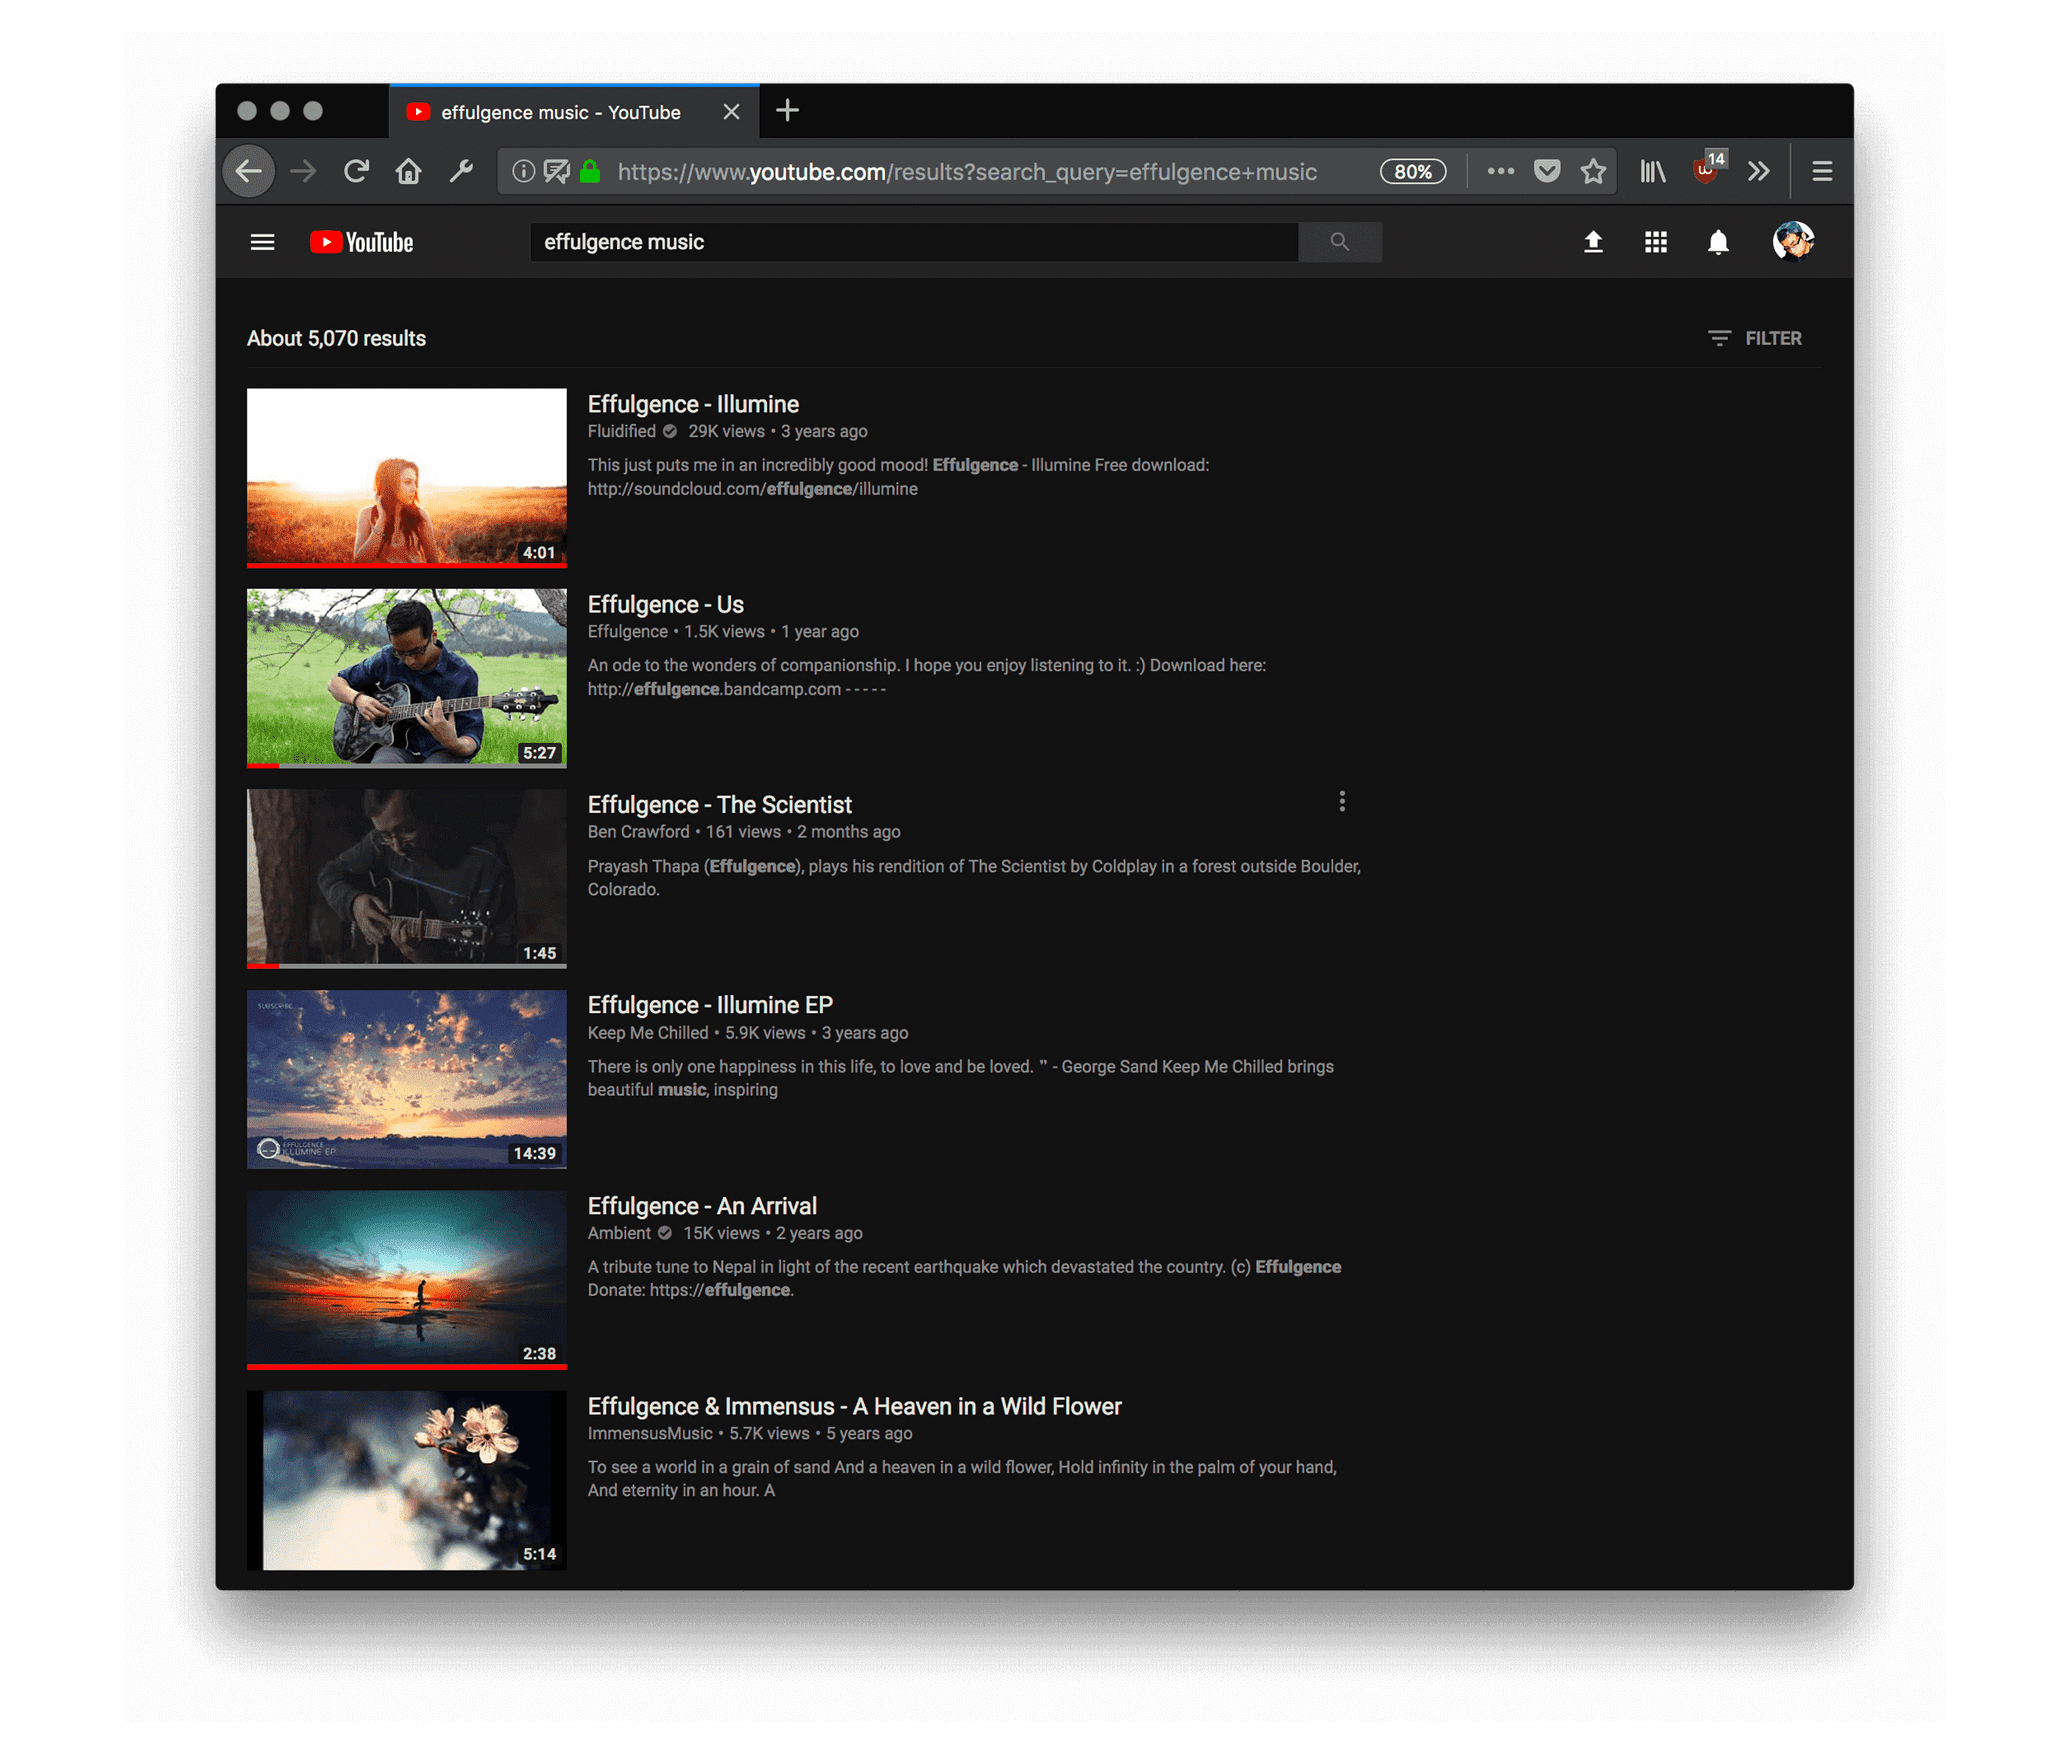 effulgence music - YouTube
https://www.youtube.com/results?search_query=effulgence+music
80%
14
YouTube
effulgence music
About 5,070 results
FILTER
4:01
Effulgence - Illumine
Fluidified 29K views • 3 years ago
This just puts me in an incredibly good mood! Effulgence - Illumine Free download:
http://soundcloud.com/effulgence/illumine
5:27
Effulgence - Us
Effulgence • 1.5K views • 1 year ago
An ode to the wonders of companionship. I hope you enjoy listening to it. :) Download here:
http://effulgence.bandcamp.com - - - - -
1:45
Effulgence - The Scientist
Ben Crawford • 161 views • 2 months ago
Prayash Thapa (Effulgence), plays his rendition of The Scientist by Coldplay in a forest outside Boulder,
Colorado.
SUBSCRIBE
EFFULGENCE
ILLUMINE EP
14:39
Effulgence - Illumine EP
Keep Me Chilled • 5.9K views • 3 years ago
There is only one happiness in this life, to love and be loved. ” - George Sand Keep Me Chilled brings
beautiful music, inspiring
2:38
Effulgence - An Arrival
Ambient 15K views • 2 years ago
A tribute tune to Nepal in light of the recent earthquake which devastated the country. (c) Effulgence
Donate: https://effulgence.
5:14
Effulgence & Immensus - A Heaven in a Wild Flower
ImmensusMusic • 5.7K views • 5 years ago
To see a world in a grain of sand And a heaven in a wild flower, Hold infinity in the palm of your hand,
And eternity in an hour. A